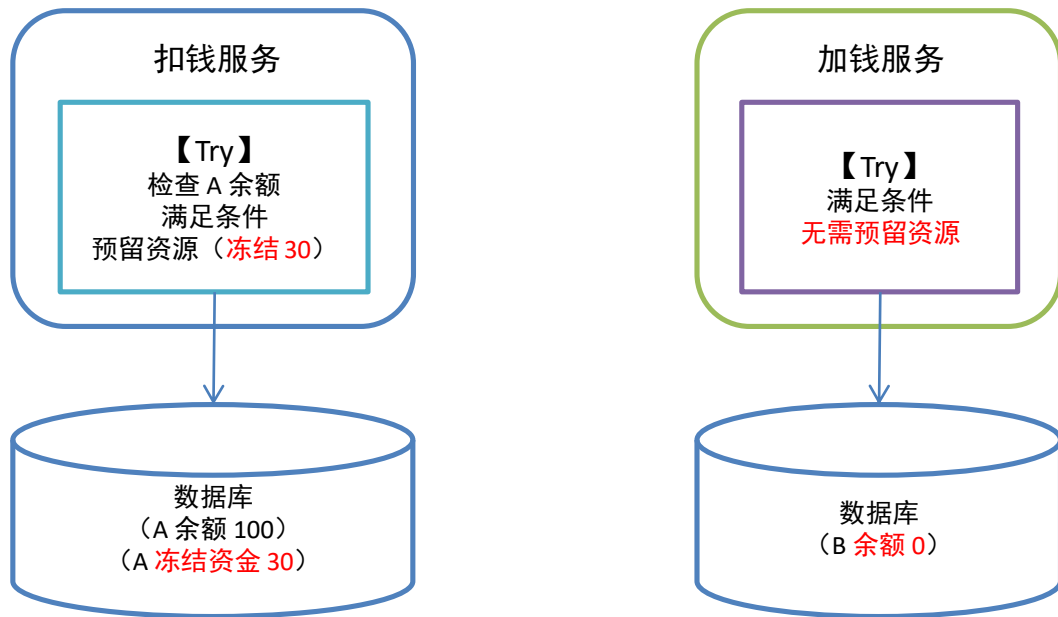 扣钱服务
【Try】
检查 A 余额
满足条件
预留资源（冻结 30）
数据库
（A 余额 100）
（A 冻结资金 30）
加钱服务
【Try】
满足条件
无需预留资源
数据库
（B 余额 0）